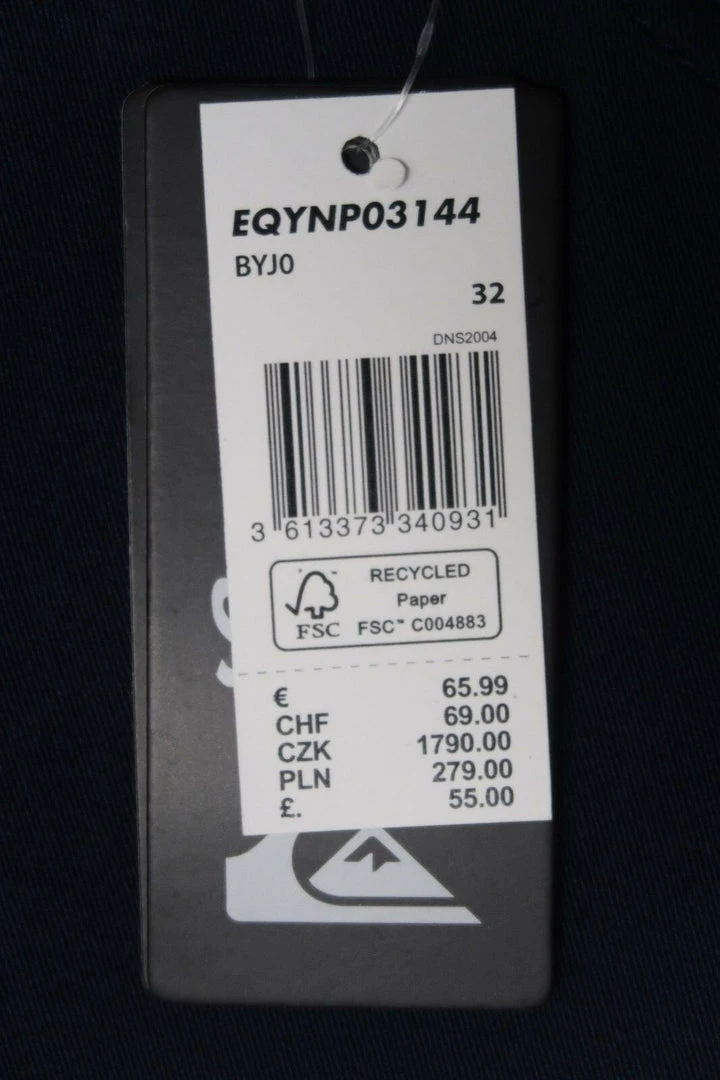 EQYNP03144
BYJ0
32
DNS2004
3 613373 340931
RECYCLED
Paper
FSC™ C004883
FSC
€ 65.99
CHF 69.00
CZK 1790.00
PLN 279.00
£. 55.00